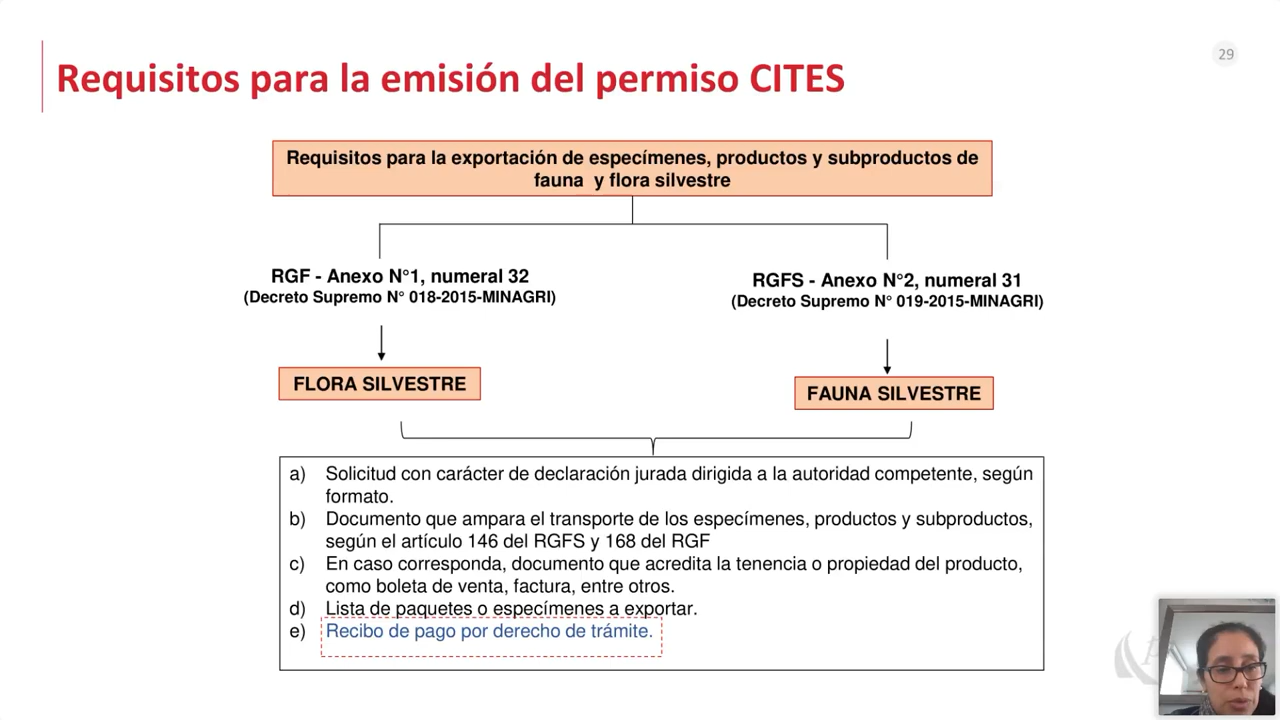 29
Requisitos para la emisión del permiso CITES
Requisitos para la exportación de especímenes, productos y subproductos de
fauna y flora silvestre
RGF - Anexo N°1, numeral 32
(Decreto Supremo N° 018-2015-MINAGRI)
RGFS - Anexo N°2, numeral 31
(Decreto Supremo N° 019-2015-MINAGRI)
FLORA SILVESTRE
FAUNA SILVESTRE
a) Solicitud con carácter de declaración jurada dirigida a la autoridad competente, según
formato.
b) Documento que ampara el transporte de los especímenes, productos y subproductos,
según el artículo 146 del RGFS y 168 del RGF
c) En caso corresponda, documento que acredita la tenencia o propiedad del producto,
como boleta de venta, factura, entre otros.
d) Lista de paquetes o especímenes a exportar.
e) Recibo de pago por derecho de trámite.